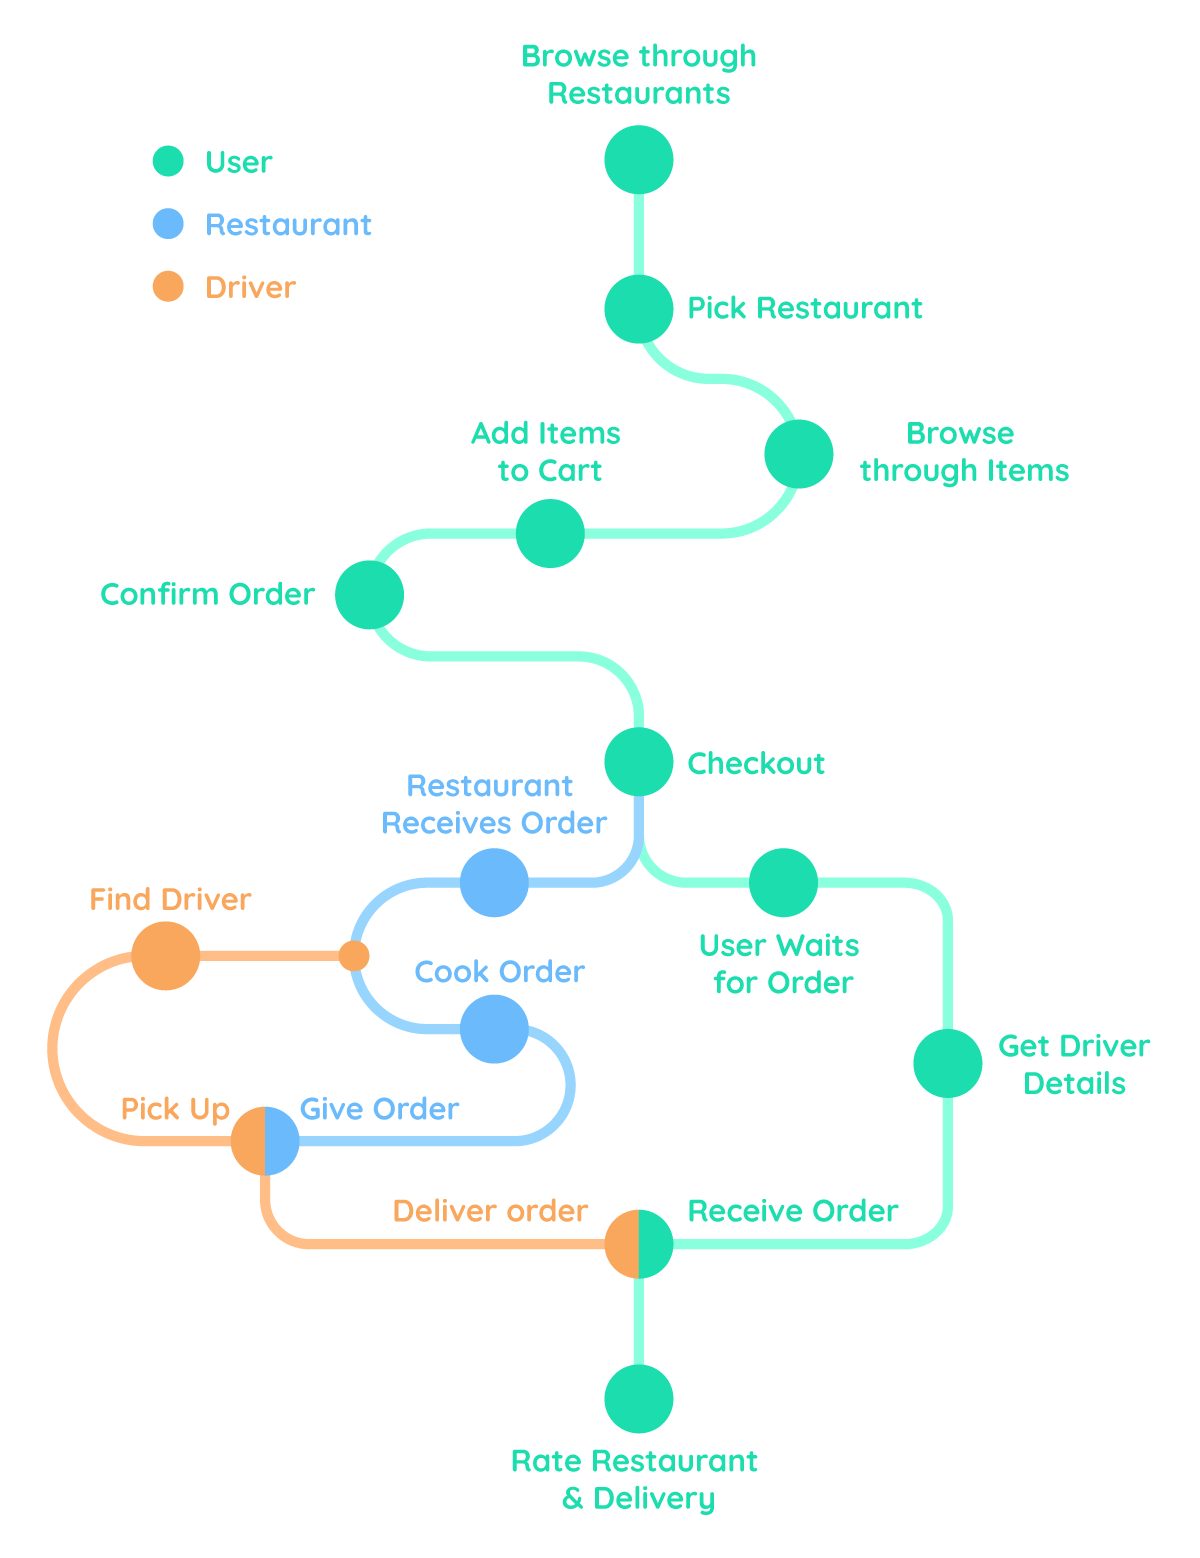 Browse through
Restaurants
User
Restaurant
Driver
Pick Restaurant
Add Items
to Cart
Browse
through Items
Confirm Order
Checkout
Restaurant
Receives Order
Find Driver
Cook Order
User Waits
for Order
Get Driver
Details
Pick Up
Give Order
Deliver order
Receive Order
Rate Restaurant
& Delivery